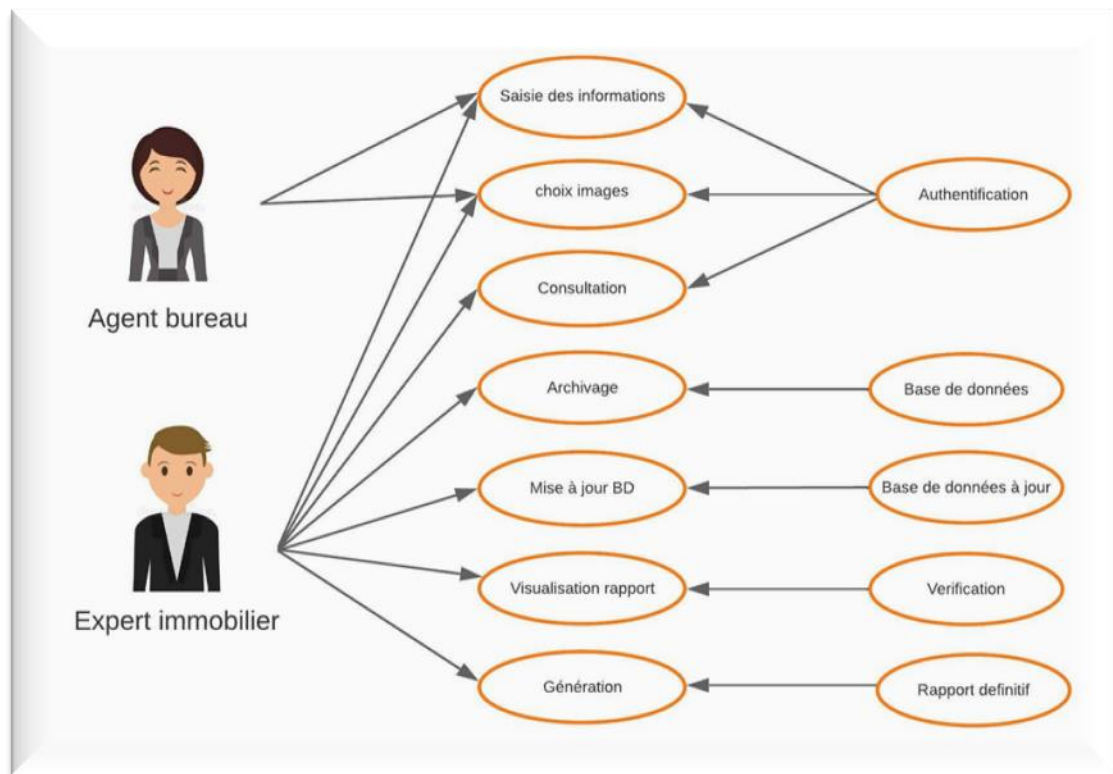 Saisie des informations
choix images
Authentification
Consultation
Agent bureau
Archivage
Base de données
Mise à jour BD
Base de données à jour
Visualisation rapport
Verification
Expert immobilier
Génération
Rapport definitif